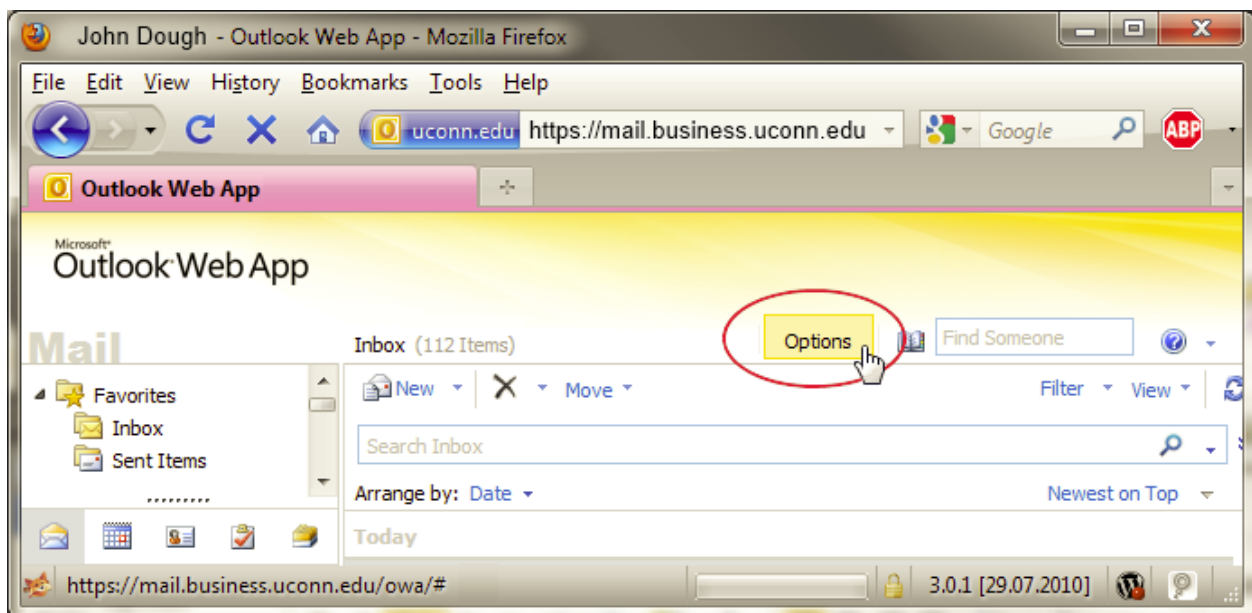 John Dough - Outlook Web App - Mozilla Firefox
File Edit View History Bookmarks Tools Help
uconn.edu https://mail.business.uconn.edu Google ABP
Outlook Web App
Microsoft
Outlook Web App
Mail Inbox (112 Items) Options Find Someone
Favorites New Move Filter View
Inbox
Search Inbox
Sent Items
Arrange by: Date Newest on Top
Today
https://mail.business.uconn.edu/owa/# 3.0.1 [29.07.2010]